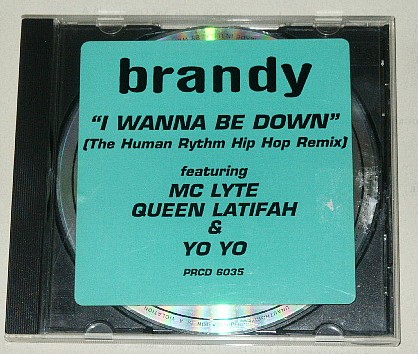 brandy
“I WANNA BE DOWN”
(The Human Rythm Hip Hop Remix)
featuring
MC LYTE
QUEEN LATIFAH
&
YO YO
PRCD 6035